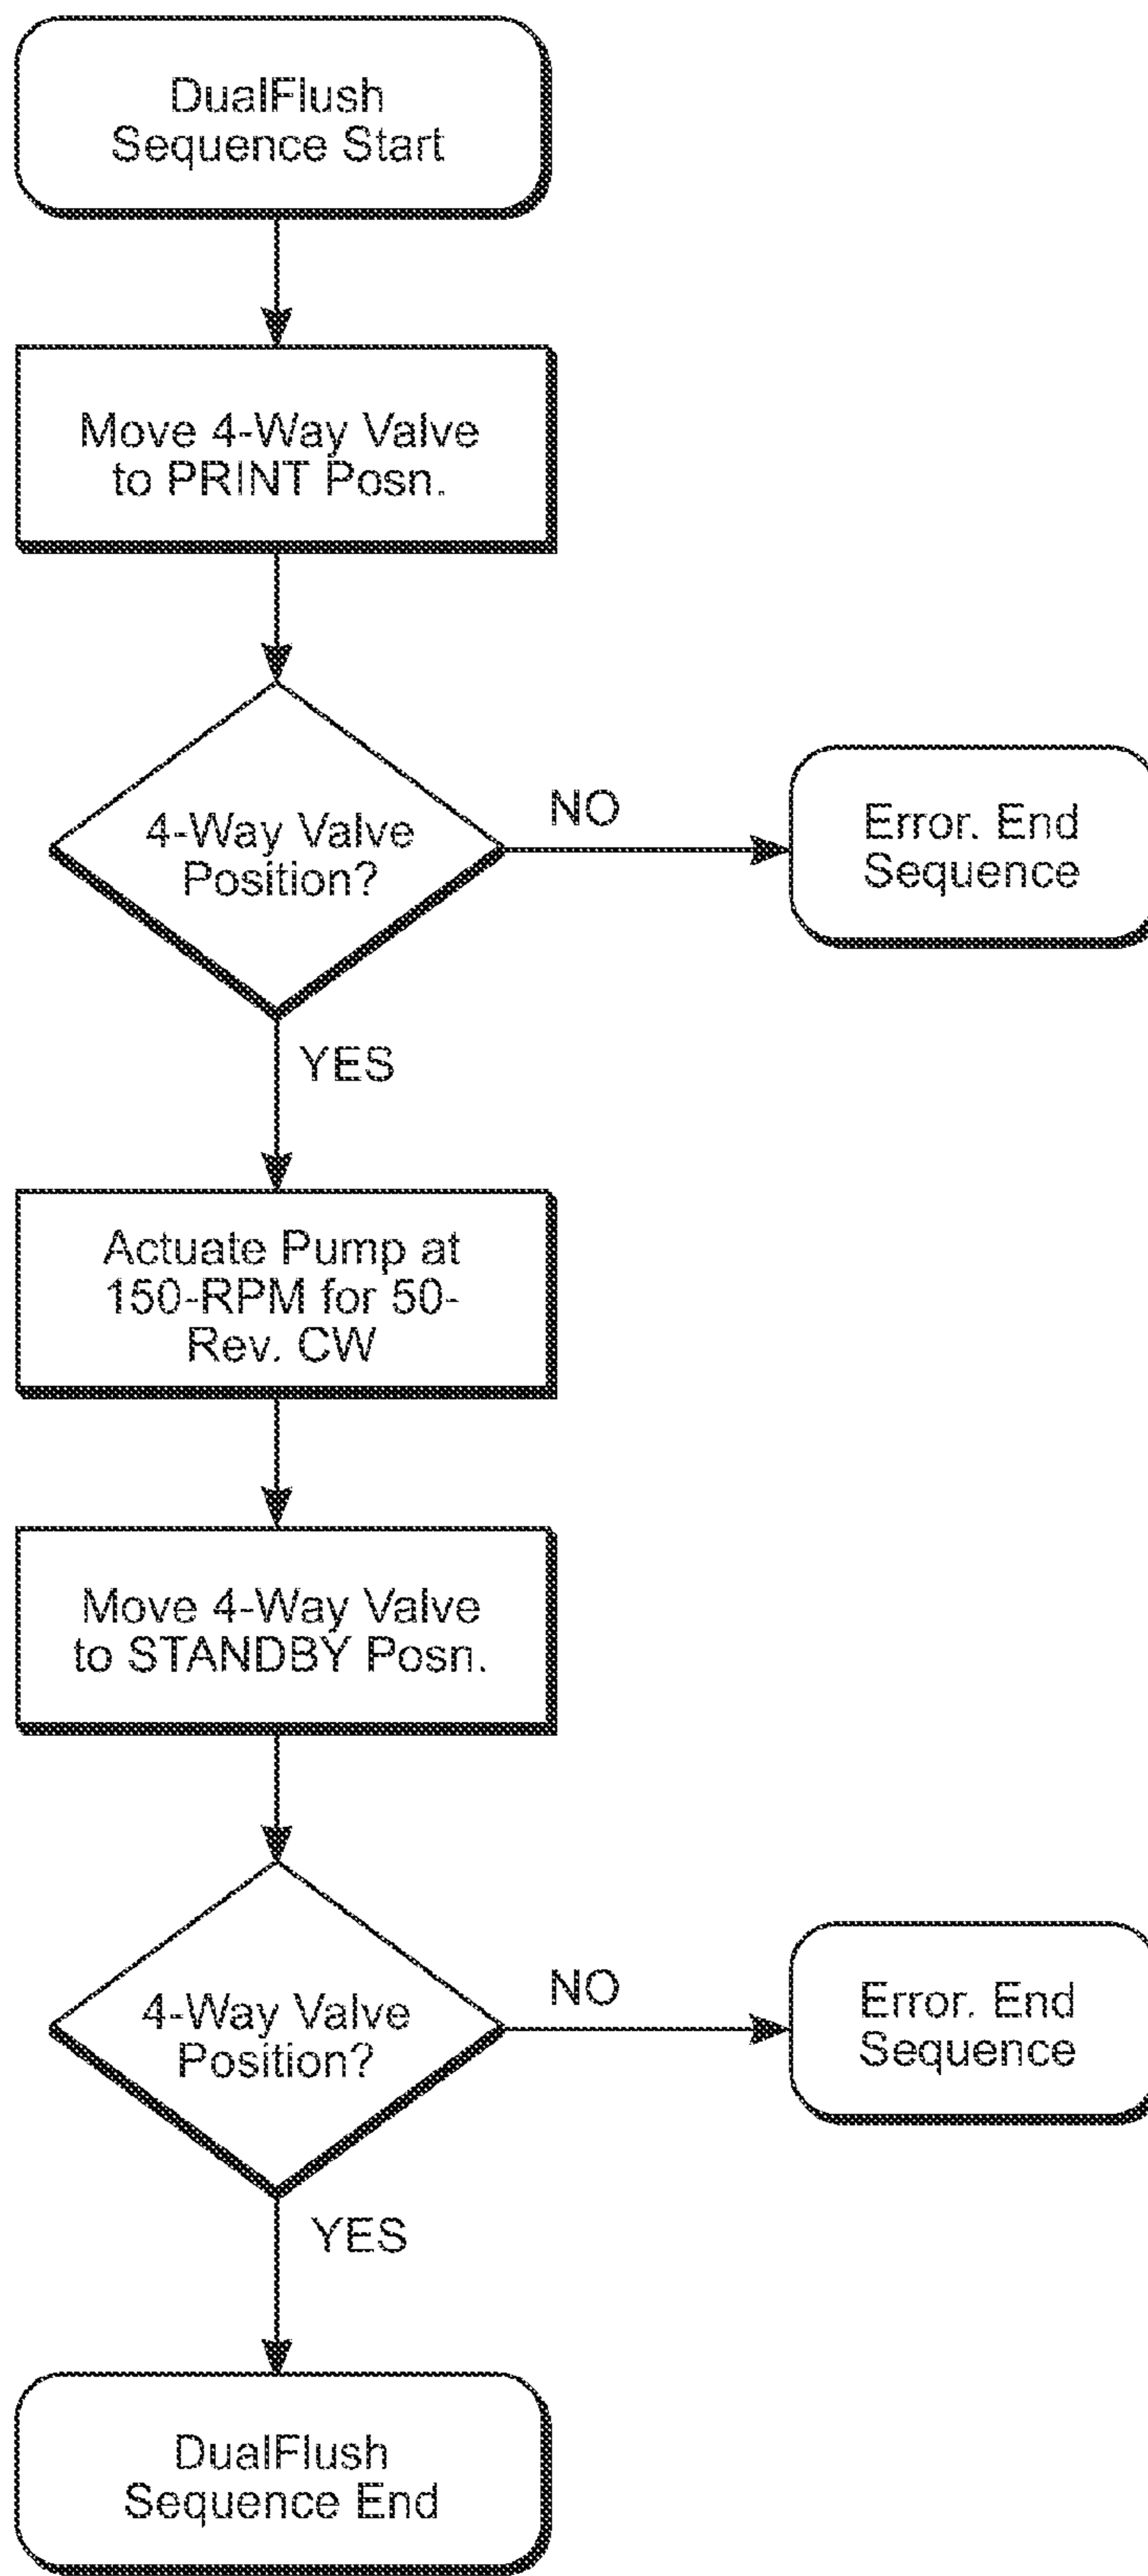 DualFlush
Sequence Start
Move 4-Way Valve
to PRINT Posn.
4-Way Valve
Position?
NO
Error. End
Sequence
YES
Actuate Pump at
150-RPM for 50-
Rev. CW
Move 4-Way Valve
to STANDBY Posn.
4-Way Valve
Position?
NO
Error. End
Sequence
YES
DualFlush
Sequence End